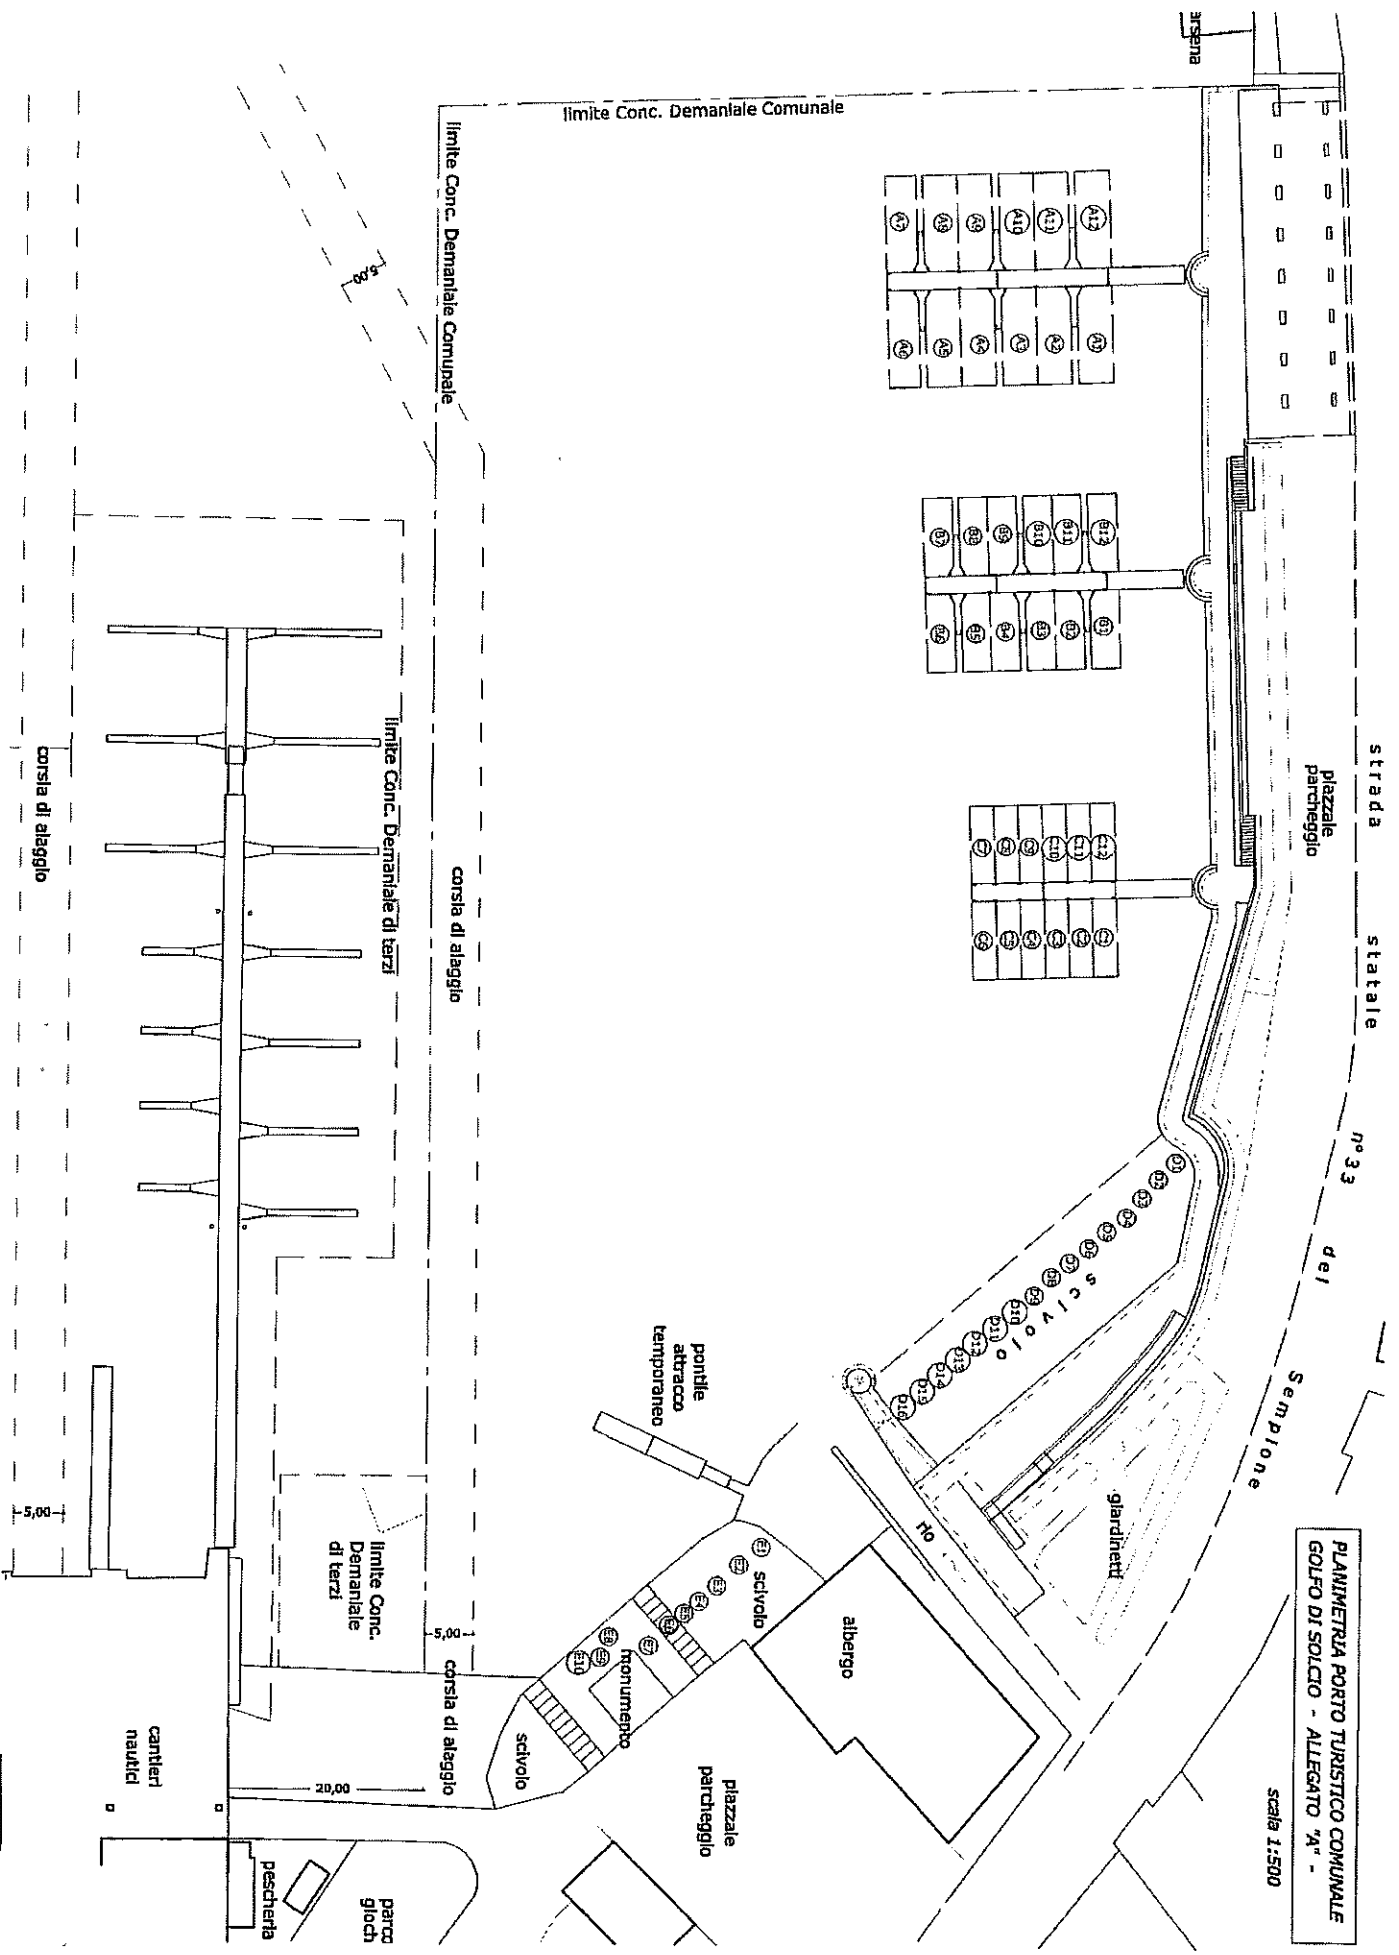 PLANIMETRIA PORTO TURISTICO COMUNALE
GOLFO DI SOLCIO - ALLEGATO "A" -
scala 1:500
strada statale n°33 del Sempione
piazzale
parcheggio
giardinetti
rio
albergo
scivolo
D1
D2
D3
D4
D5
D6
D7
D8
D9
D10
D11
D12
D13
D14
D15
D16
A12
A11
A10
A9
A8
A7
A1
A2
A3
A4
A5
A6
B12
B11
B10
B9
B8
B7
B1
B2
B3
B4
B5
B6
C12
C11
C10
C9
C8
C7
C1
C2
C3
C4
C5
C6
limite Conc. Demaniale Comunale
limite Conc. Demaniale Comunale
5,00
pontile
attracco
temporaneo
scivolo
E1
E2
E3
E4
E5
E6
E7
E8
E9
E10
monumento
scivolo
piazzale
parcheggio
corsia di alaggio
corsia di alaggio
5,00
limite Conc. Demaniale di terzi
limite Conc.
Demaniale
di terzi
20,00
parco
gioch
pescheria
cantieri
nautici
corsia di alaggio
5,00
arsena